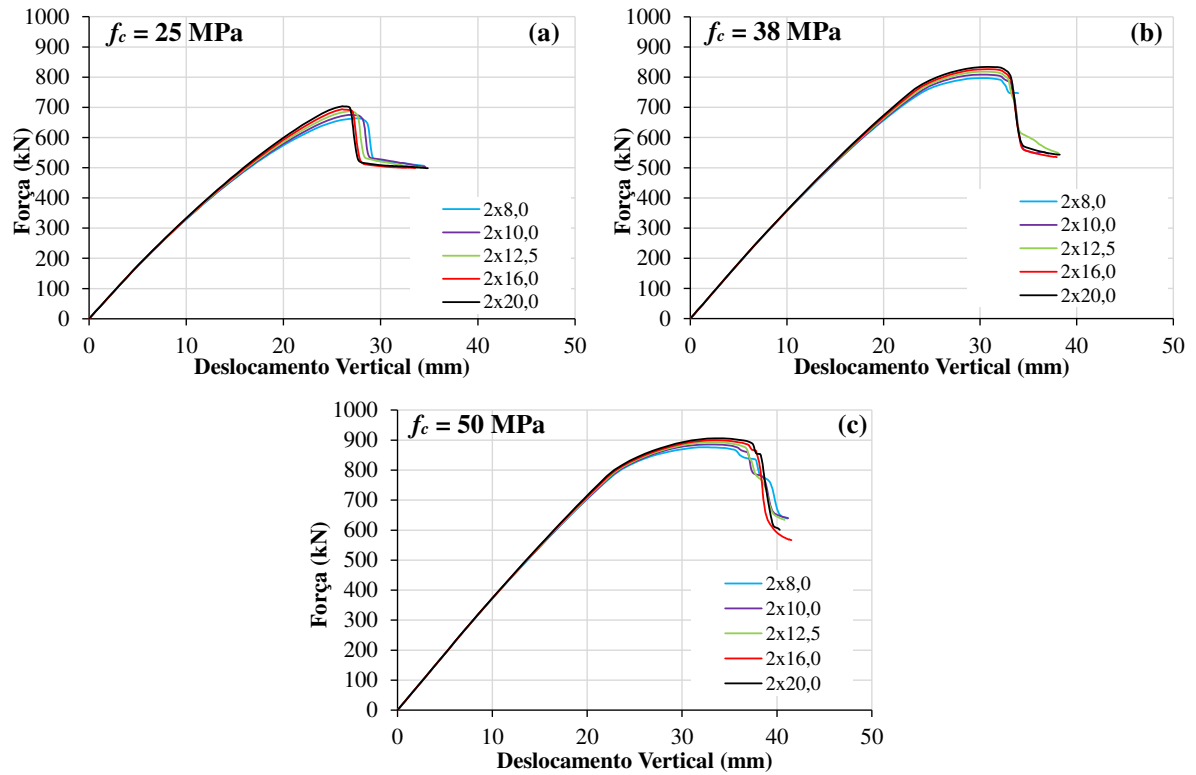 f_c = 25 MPa
(a)
Força (kN)
1000
900
800
700
600
500
400
300
200
100
0
0 10 20 30 40 50
Deslocamento Vertical (mm)
2x8,0
2x10,0
2x12,5
2x16,0
2x20,0
f_c = 38 MPa
(b)
Força (kN)
1000
900
800
700
600
500
400
300
200
100
0
0 10 20 30 40 50
Deslocamento Vertical (mm)
2x8,0
2x10,0
2x12,5
2x16,0
2x20,0
f_c = 50 MPa
(c)
Força (kN)
1000
900
800
700
600
500
400
300
200
100
0
0 10 20 30 40 50
Deslocamento Vertical (mm)
2x8,0
2x10,0
2x12,5
2x16,0
2x20,0